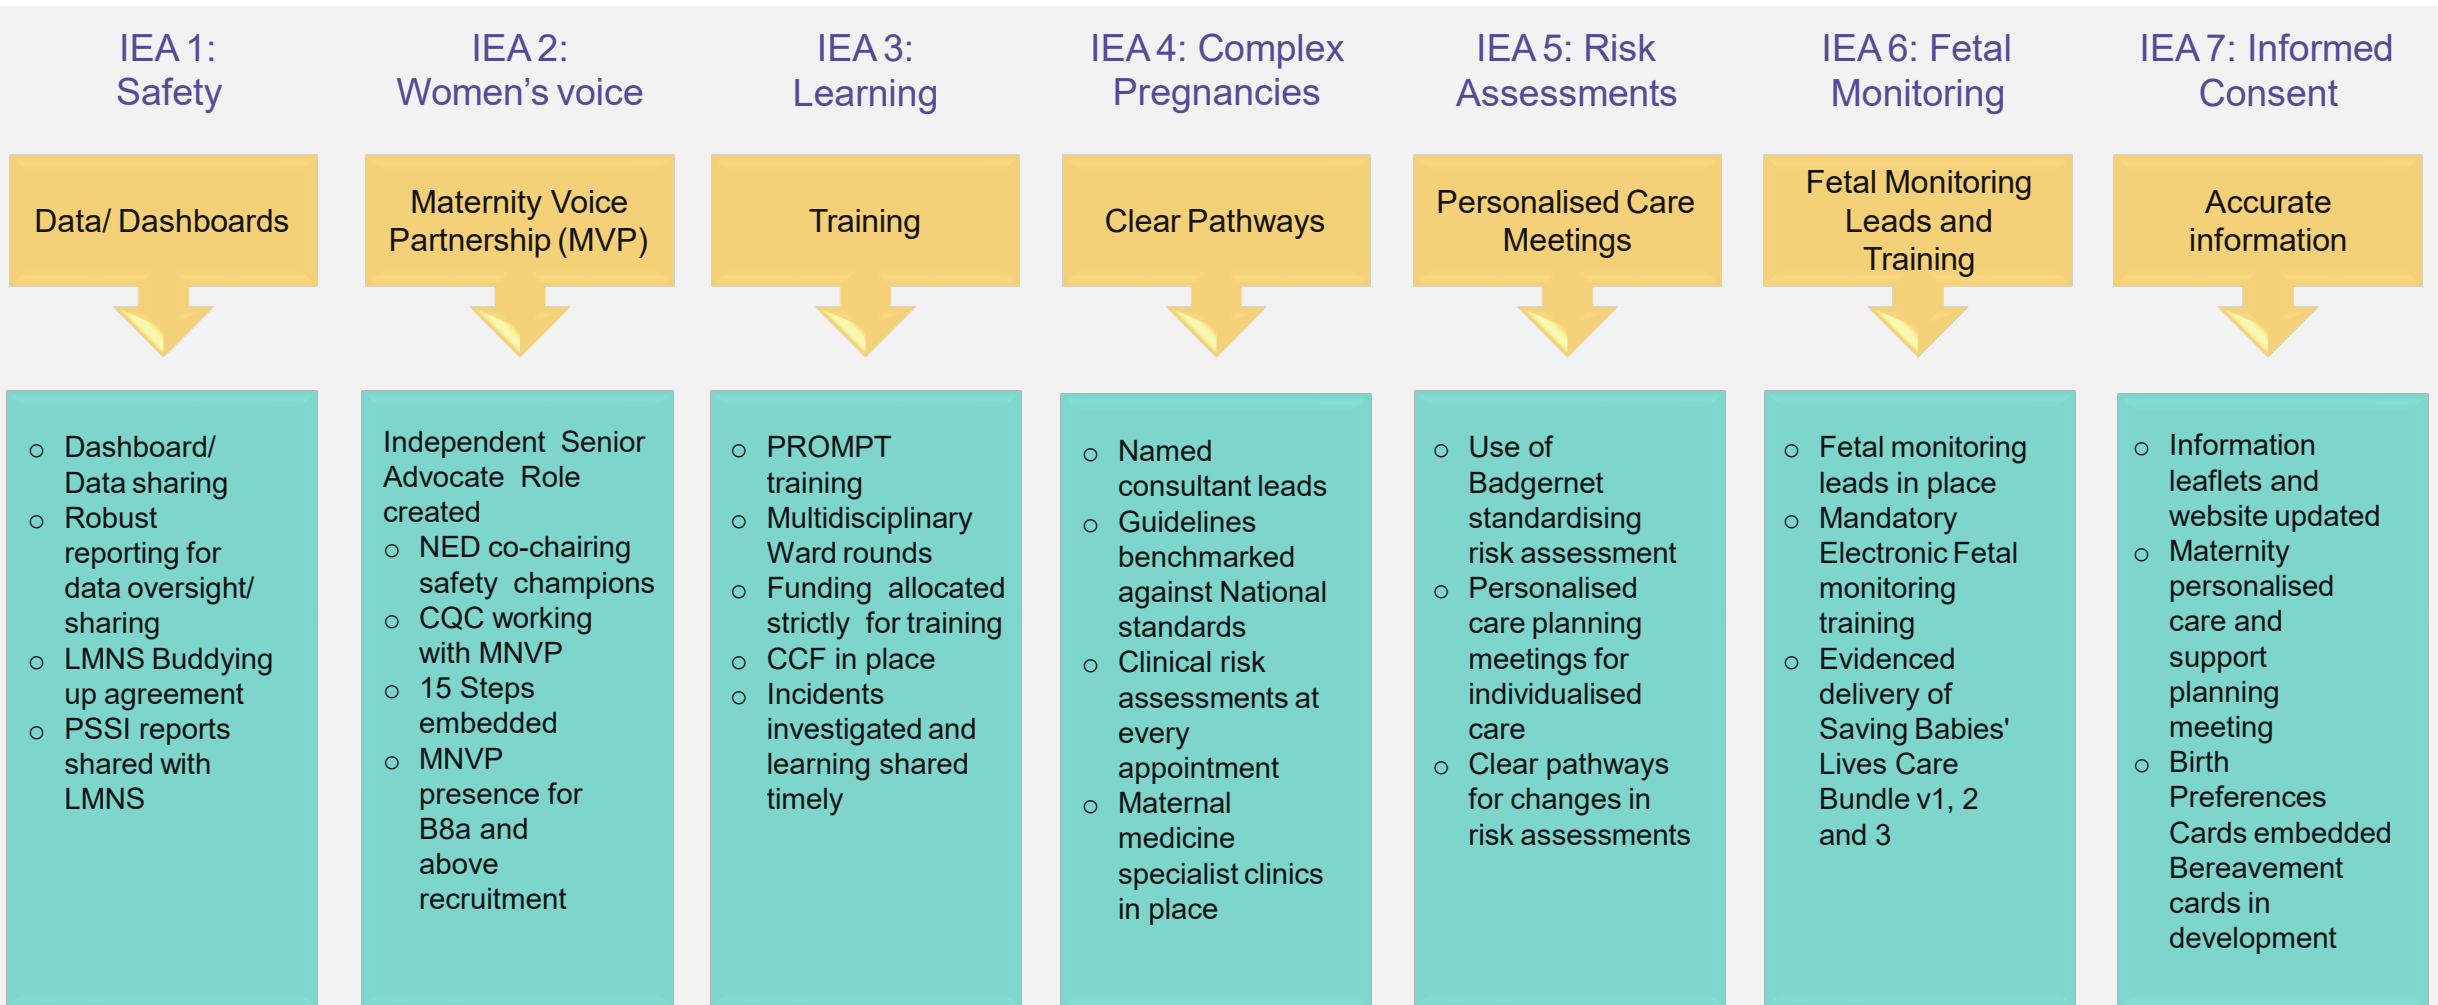 IEA 1:
Safety
IEA 2:
Women's voice
IEA 3:
Learning
IEA 4: Complex
Pregnancies
IEA 5: Risk
Assessments
IEA 6: Fetal
Monitoring
IEA 7: Informed
Consent
Data/ Dashboards
Maternity Voice
Partnership (MVP)
Training
Clear Pathways
Personalised Care
Meetings
Fetal Monitoring
Leads and
Training
Accurate
information
o Dashboard/
Data sharing
o Robust
reporting for
data oversight/
sharing
o LMNS Buddying
up agreement
o PSSI reports
shared with
LMNS
Independent Senior
Advocate Role
created
o NED co-chairing
safety champions
o CQC working
with MNVP
o 15 Steps
embedded
o MNVP
presence for
B8a and
above
recruitment
o PROMPT
training
o Multidisciplinary
Ward rounds
o Funding allocated
strictly for training
o CCF in place
o Incidents
investigated and
learning shared
timely
o Named
consultant leads
o Guidelines
benchmarked
against National
standards
o Clinical risk
assessments at
every
appointment
o Maternal
medicine
specialist clinics
in place
o Use of
Badgernet
standardising
risk assessment
o Personalised
care planning
meetings for
individualised
care
o Clear pathways
for changes in
risk assessments
o Fetal monitoring
leads in place
o Mandatory
Electronic Fetal
monitoring
training
o Evidenced
delivery of
Saving Babies'
Lives Care
Bundle v1, 2
and 3
o Information
leaflets and
website updated
o Maternity
personalised
care and
support
planning
meeting
o Birth
Preferences
Cards embedded
Bereavement
cards in
development